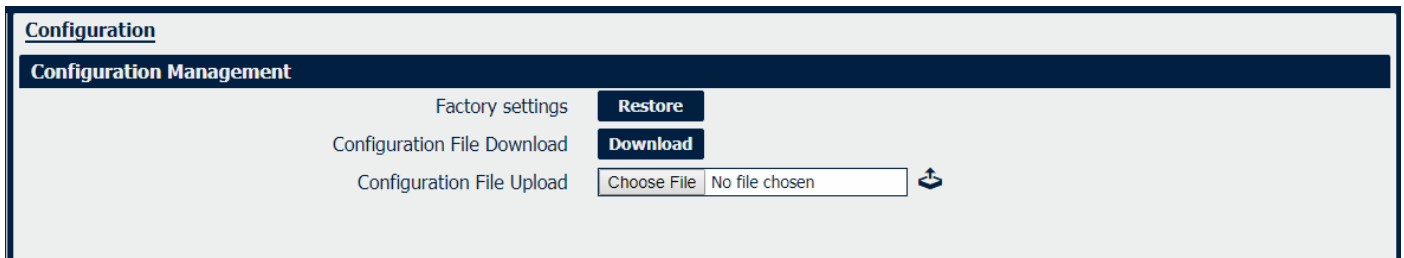 Configuration
Configuration Management
Factory settings Restore
Configuration File Download Download
Configuration File Upload Choose File No file chosen